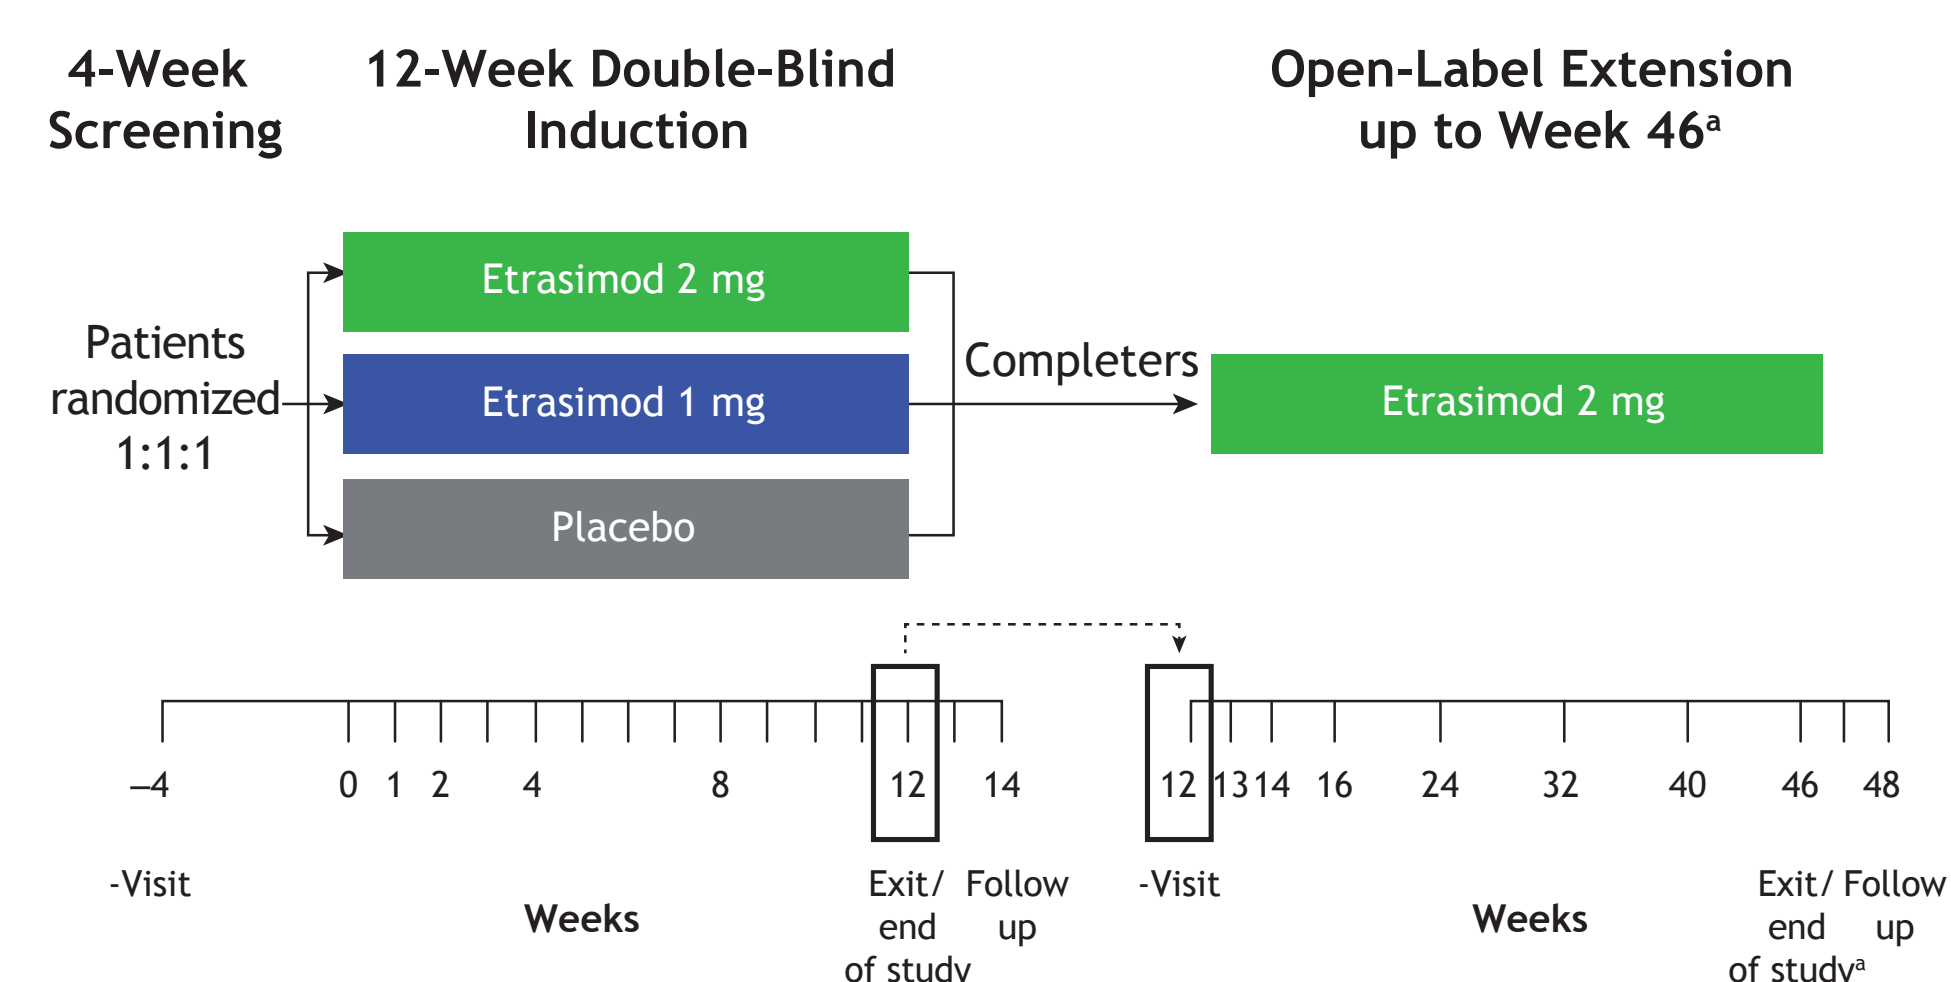 4-Week
Screening
12-Week Double-Blind
Induction
Open-Label Extension
up to Week 46ᵃ
Patients
randomized
1:1:1
Etrasimod 2 mg
Etrasimod 1 mg
Placebo
Completers
Etrasimod 2 mg
–4 0 1 2 4 8 12 14
-Visit
Weeks
Exit/
end
of study
Follow
up
12 13 14 16 24 32 40 46 48
-Visit
Weeks
Exit/
end
of studyᵃ
Follow
up